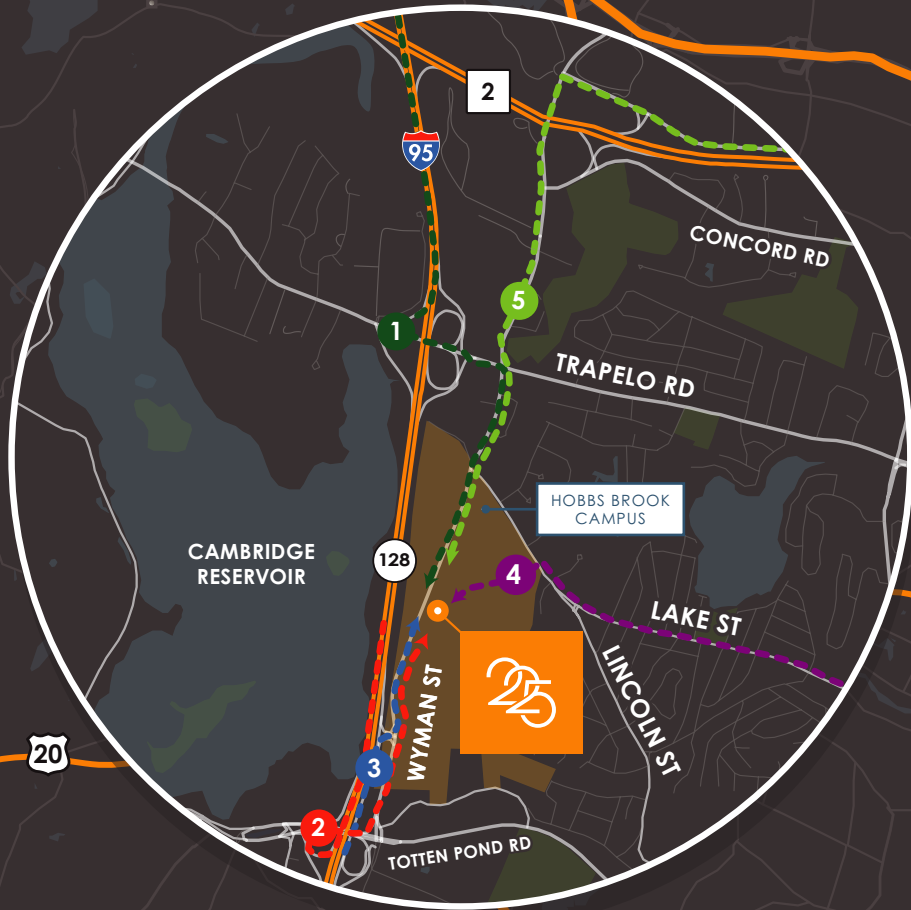 2
95
CONCORD RD
5
1
TRAPELO RD
HOBBS BROOK
CAMPUS
CAMBRIDGE
RESERVOIR
128
4
LAKE ST
225
WYMAN ST
LINCOLN ST
20
3
2
TOTTEN POND RD